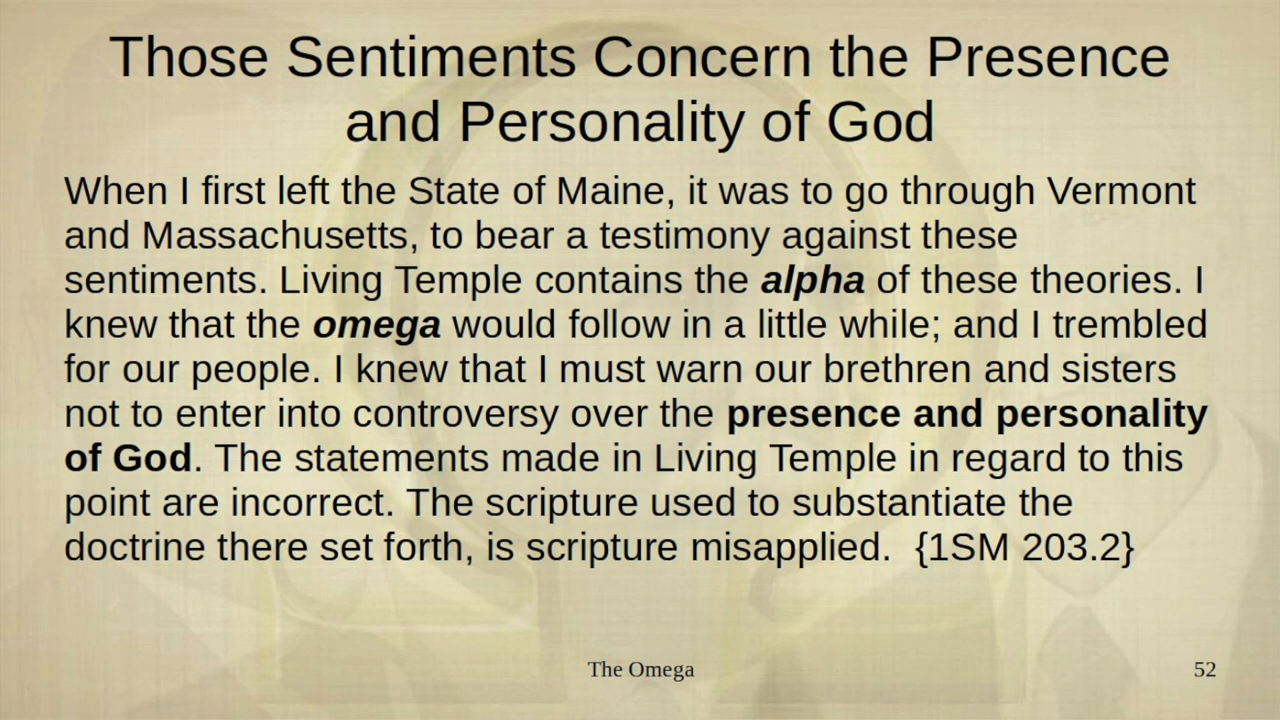 Those Sentiments Concern the Presence
and Personality of God
When I first left the State of Maine, it was to go through Vermont
and Massachusetts, to bear a testimony against these
sentiments. Living Temple contains the alpha of these theories. I
knew that the omega would follow in a little while; and I trembled
for our people. I knew that I must warn our brethren and sisters
not to enter into controversy over the presence and personality
of God. The statements made in Living Temple in regard to this
point are incorrect. The scripture used to substantiate the
doctrine there set forth, is scripture misapplied.  {1SM 203.2}
The Omega
52